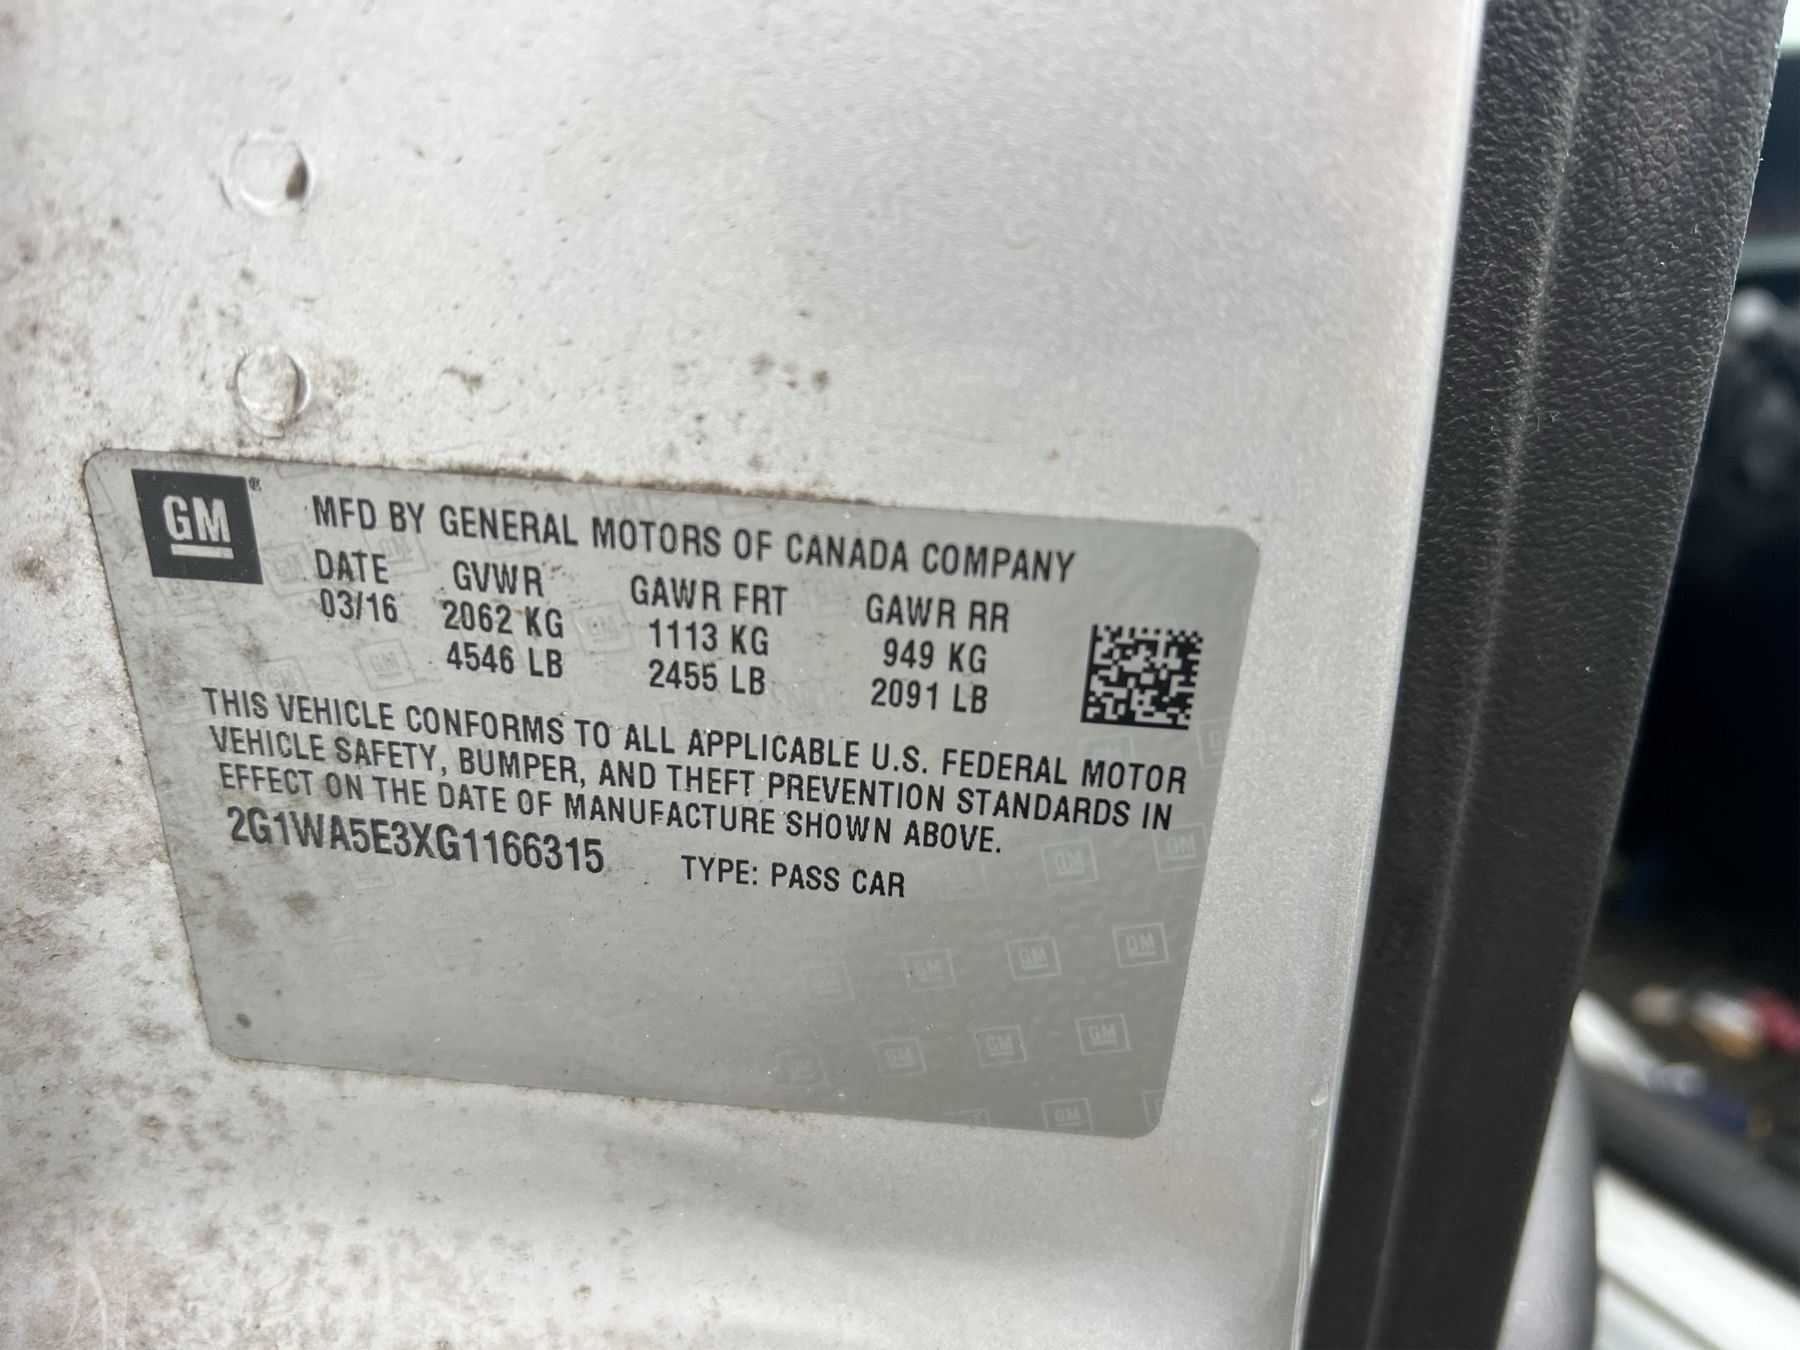 GM
MFD BY GENERAL MOTORS OF CANADA COMPANY
DATE GVWR GAWR FRT GAWR RR
03/16 2062 KG 1113 KG 949 KG
4546 LB 2455 LB 2091 LB
THIS VEHICLE CONFORMS TO ALL APPLICABLE U.S. FEDERAL MOTOR
VEHICLE SAFETY, BUMPER, AND THEFT PREVENTION STANDARDS IN
EFFECT ON THE DATE OF MANUFACTURE SHOWN ABOVE.
2G1WA5E3XG1166315 TYPE: PASS CAR